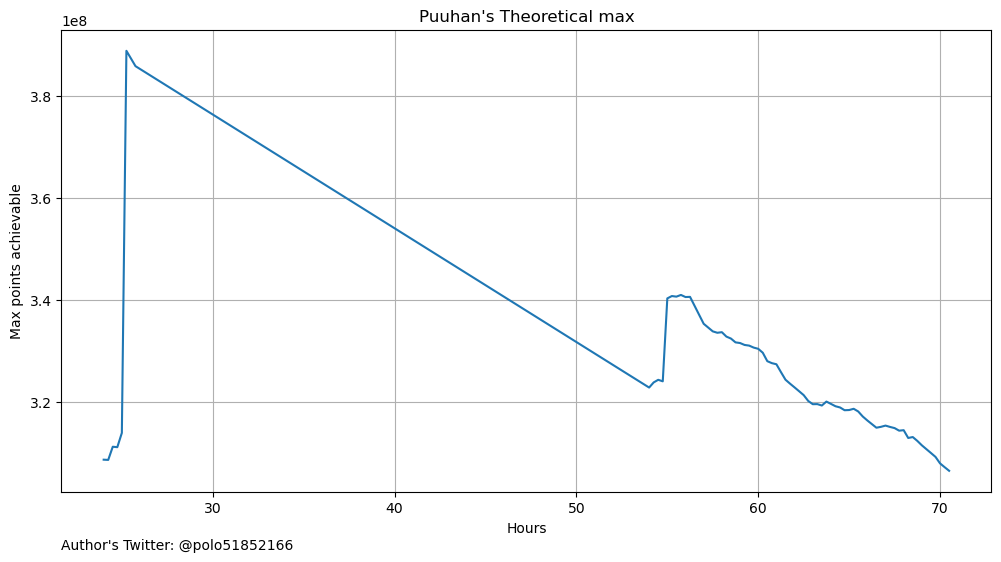 Puuhan's Theoretical max
1e8
3.8
3.6
3.4
3.2
Max points achievable
30 40 50 60 70
Hours
Author's Twitter: @polo51852166